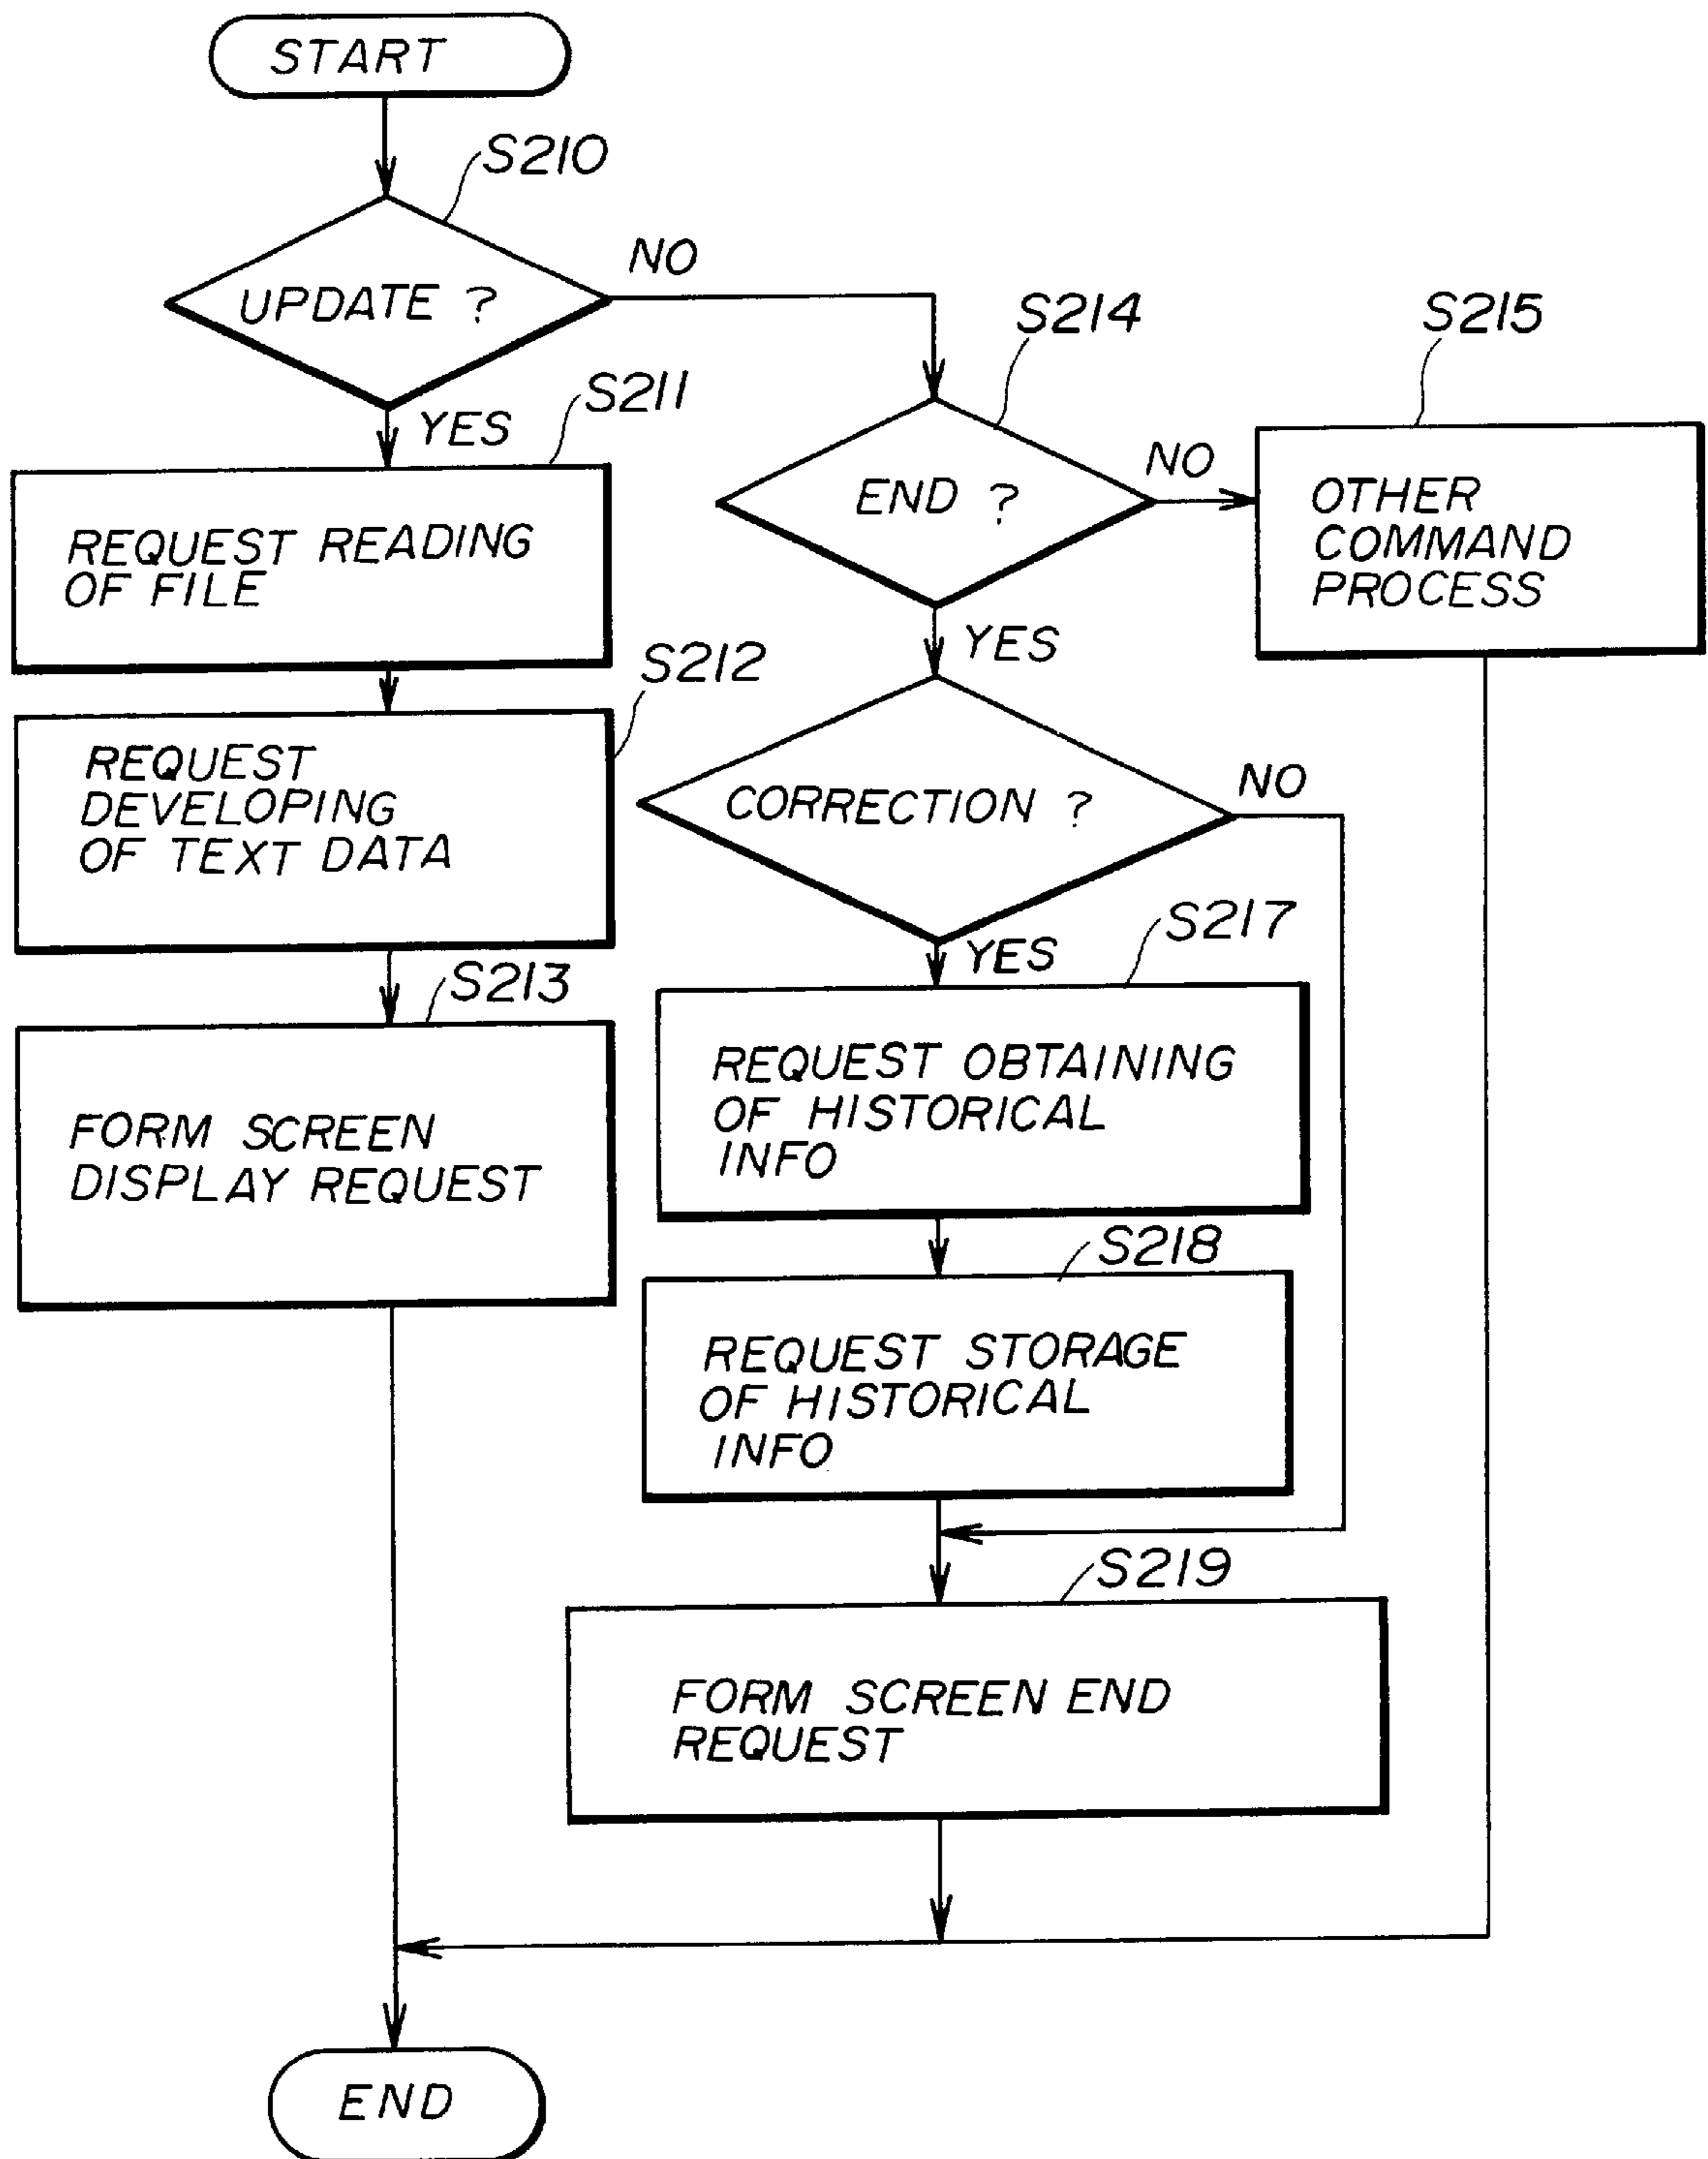 START
S210
UPDATE ?
NO
YES
S211
REQUEST READING
OF FILE
S212
REQUEST
DEVELOPING
OF TEXT DATA
S213
FORM SCREEN
DISPLAY REQUEST
S214
END ?
NO
YES
S215
OTHER
COMMAND
PROCESS
CORRECTION ?
NO
YES
S217
REQUEST OBTAINING
OF HISTORICAL
INFO
S218
REQUEST STORAGE
OF HISTORICAL
INFO
S219
FORM SCREEN END
REQUEST
END